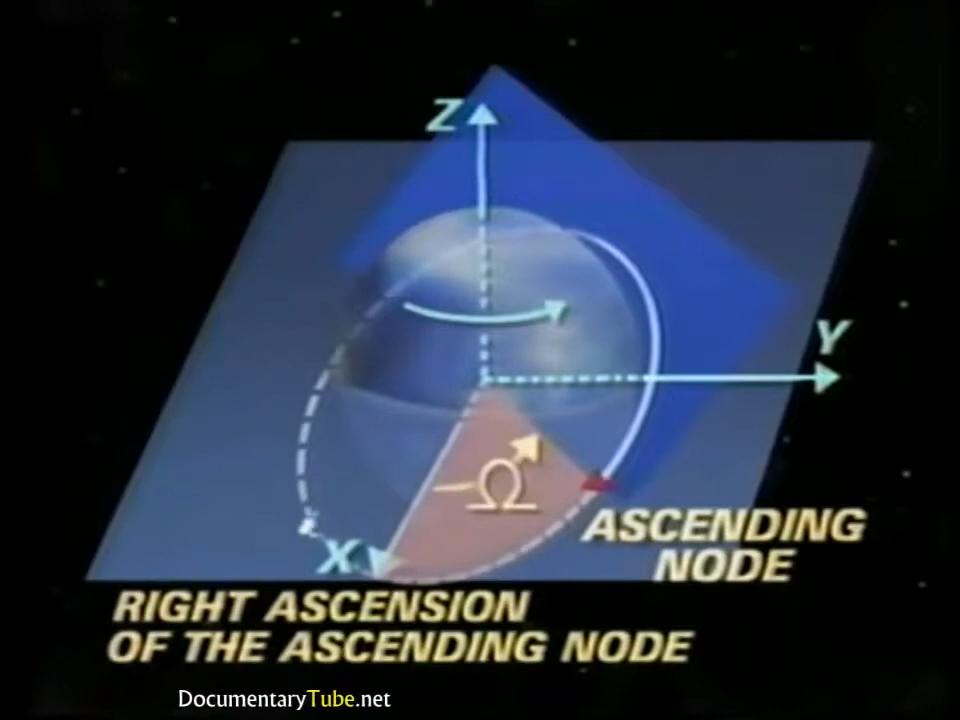 Z
Y
Ω
ASCENDING
NODE
X
RIGHT ASCENSION
OF THE ASCENDING NODE
DocumentaryTube.net